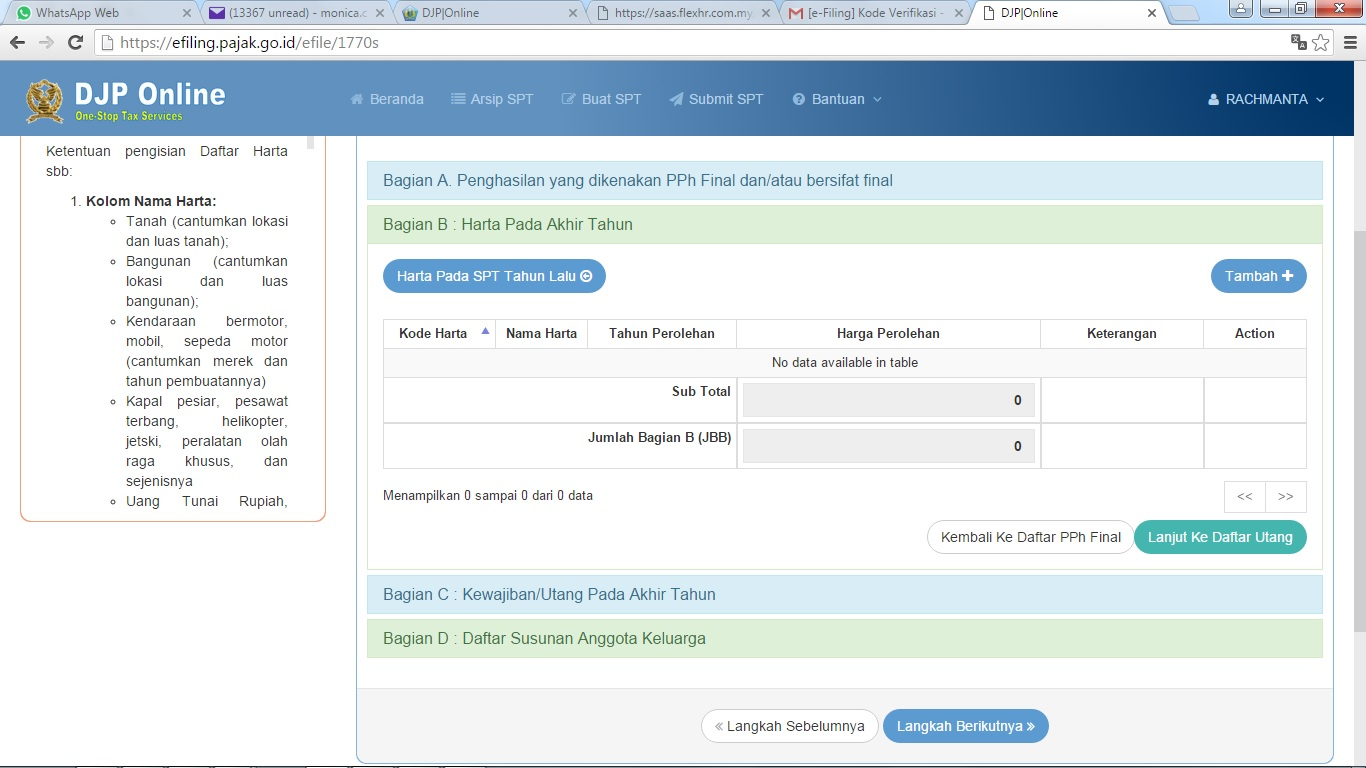 WhatsApp Web
(13367 unread) - monica.c
DJP|Online
https://saas.flexhr.com.my
[e-Filing] Kode Verifikasi -
DJP|Online
https://efiling.pajak.go.id/efile/1770s
DJP Online
One-Stop Tax Services
Beranda
Arsip SPT
Buat SPT
Submit SPT
Bantuan
RACHMANTA
Ketentuan pengisian Daftar Harta
sbb:
1. Kolom Nama Harta:
Tanah (cantumkan lokasi
dan luas tanah);
Bangunan (cantumkan
lokasi dan luas
bangunan);
Kendaraan bermotor,
mobil, sepeda motor
(cantumkan merek dan
tahun pembuatannya)
Kapal pesiar, pesawat
terbang, helikopter,
jetski, peralatan olah
raga khusus, dan
sejenisnya
Uang Tunai Rupiah,
Bagian A. Penghasilan yang dikenakan PPh Final dan/atau bersifat final
Bagian B : Harta Pada Akhir Tahun
Harta Pada SPT Tahun Lalu
Tambah
Kode Harta Nama Harta Tahun Perolehan Harga Perolehan Keterangan Action
No data available in table
Sub Total 0
Jumlah Bagian B (JBB) 0
Menampilkan 0 sampai 0 dari 0 data
<< >>
Kembali Ke Daftar PPh Final
Lanjut Ke Daftar Utang
Bagian C : Kewajiban/Utang Pada Akhir Tahun
Bagian D : Daftar Susunan Anggota Keluarga
« Langkah Sebelumnya
Langkah Berikutnya »